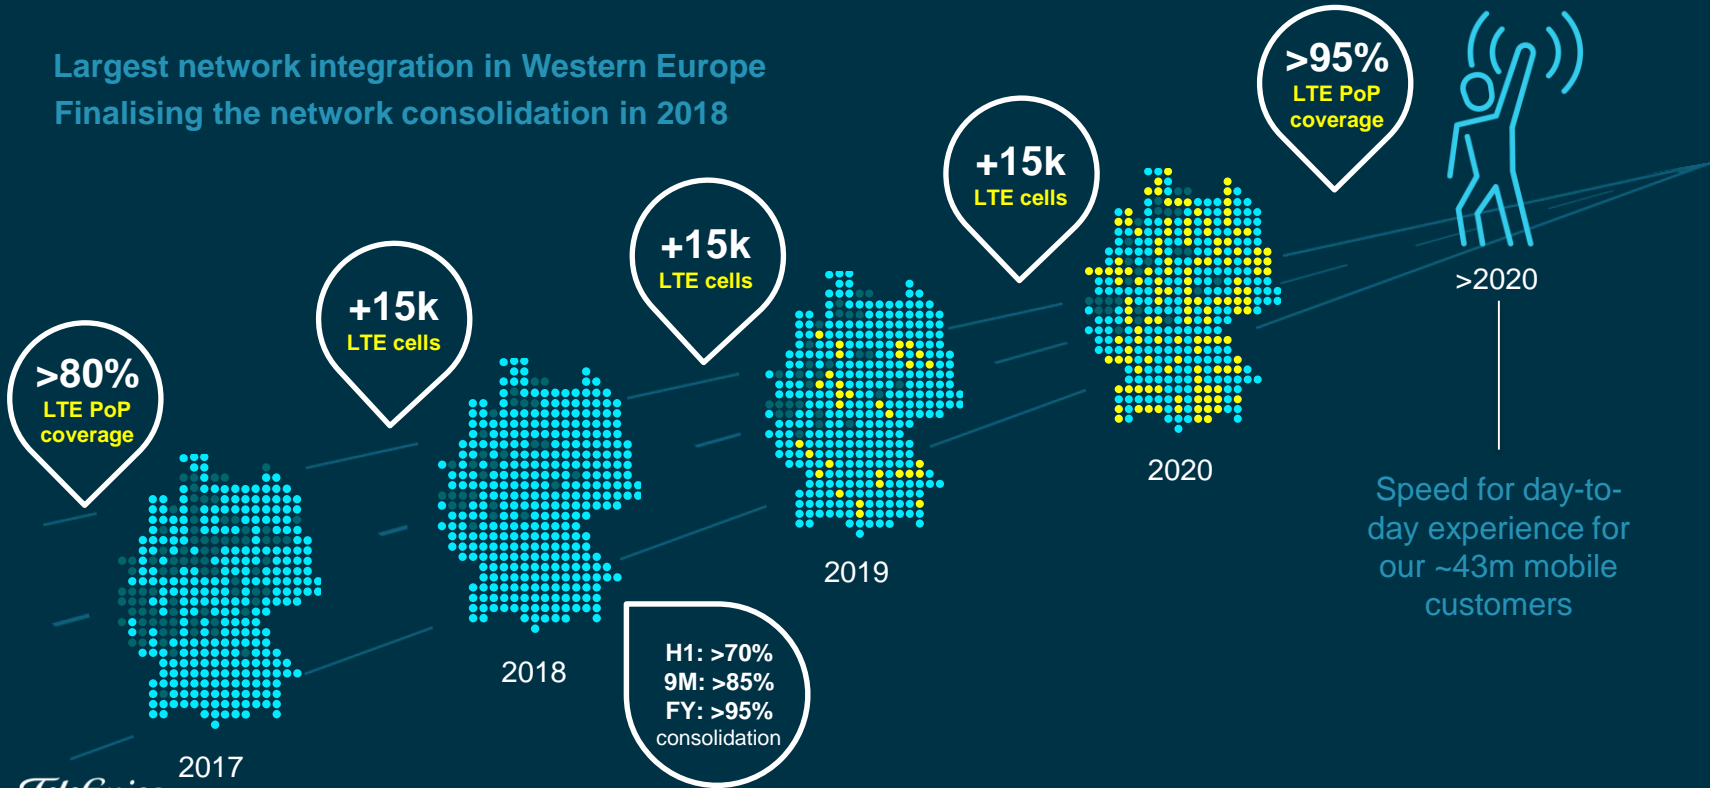 Largest network integration in Western Europe
Finalising the network consolidation in 2018
>80%
LTE PoP
coverage
2017
+15k
LTE cells
2018
H1: >70%
9M: >85%
FY: >95%
consolidation
+15k
LTE cells
2019
+15k
LTE cells
2020
>95%
LTE PoP
coverage
>2020
Speed for day-to-
day experience for
our ~43m mobile
customers